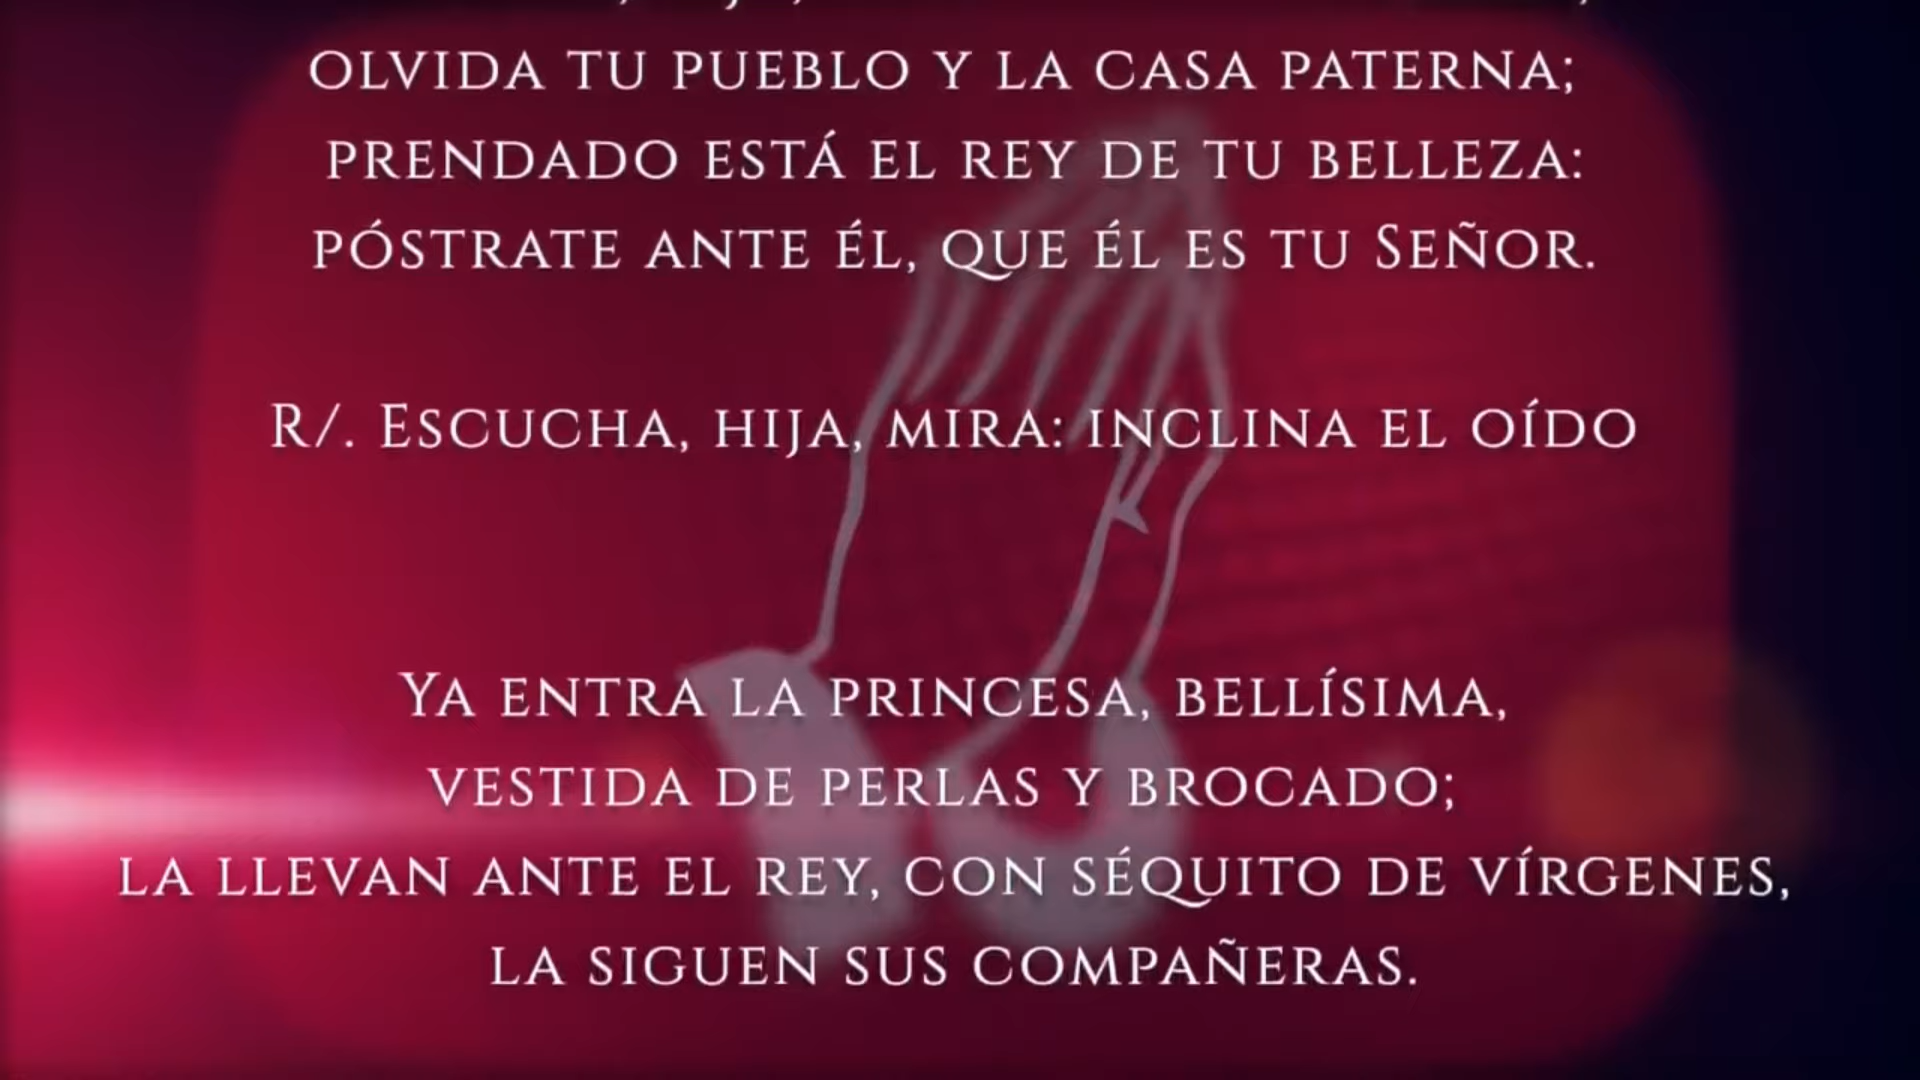 OLVIDA TU PUEBLO Y LA CASA PATERNA;
PRENDADO ESTÁ EL REY DE TU BELLEZA:
PÓSTRATE ANTE ÉL, QUE ÉL ES TU SEÑOR.
R/. ESCUCHA, HIJA, MIRA: INCLINA EL OÍDO
YA ENTRA LA PRINCESA, BELLÍSIMA,
VESTIDA DE PERLAS Y BROCADO;
LA LLEVAN ANTE EL REY, CON SÉQUITO DE VÍRGENES,
LA SIGUEN SUS COMPAÑERAS.